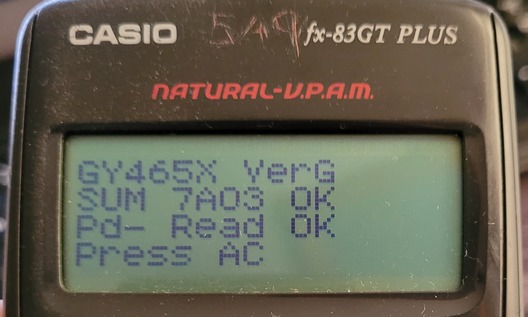 CASIO 549 fx-83GT PLUS
NATURAL-V.P.A.M.
GY465X VerG
SUM 7A03 OK
Pd- Read OK
Press AC